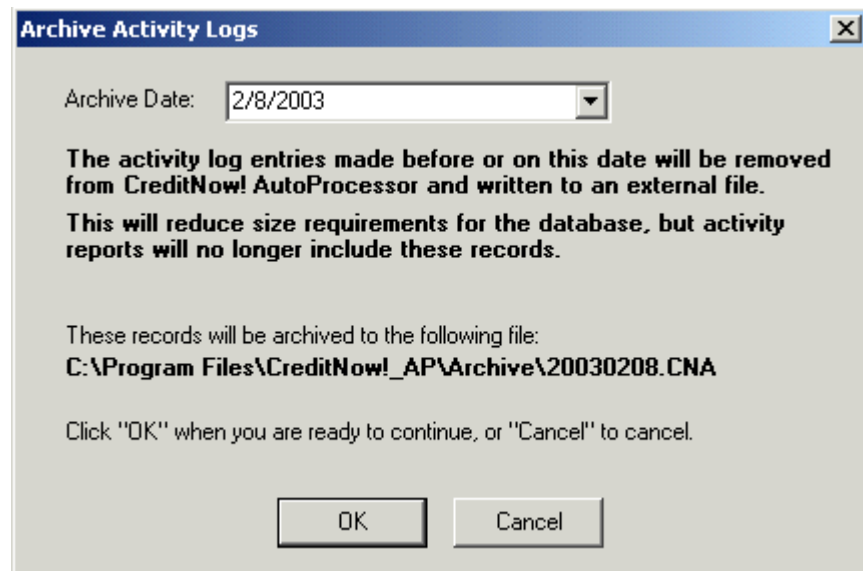 Archive Activity Logs
Archive Date: 2/8/2003
The activity log entries made before or on this date will be removed
from CreditNow! AutoProcessor and written to an external file.
This will reduce size requirements for the database, but activity
reports will no longer include these records.
These records will be archived to the following file:
C:\Program Files\CreditNow!_AP\Archive\20030208.CNA
Click "OK" when you are ready to continue, or "Cancel" to cancel.
OK Cancel